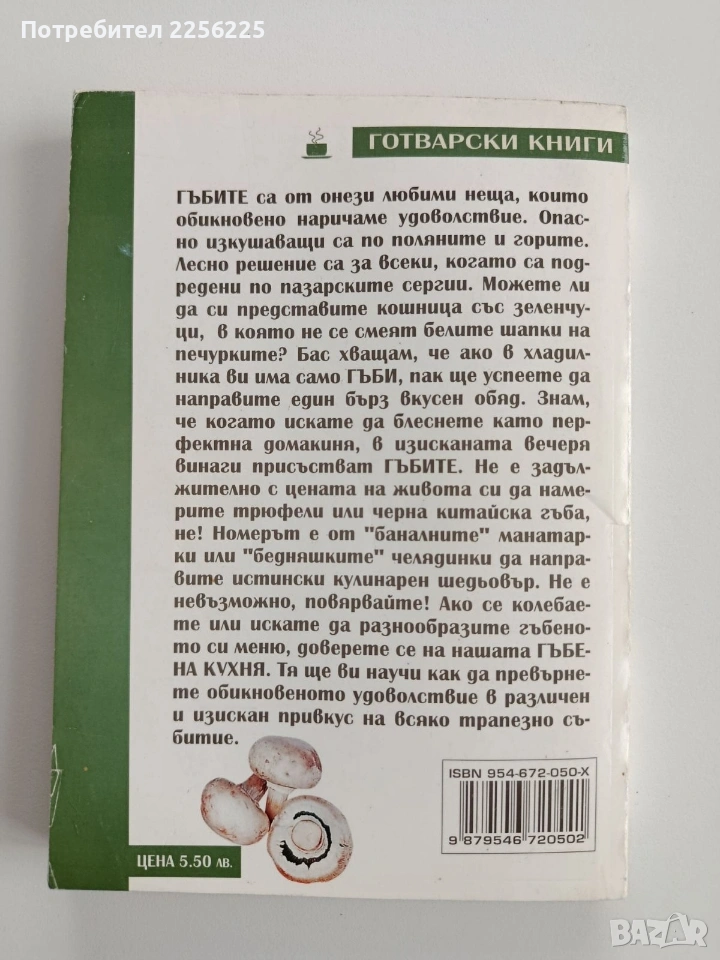 Потребител 2256225
ГОТВАРСКИ КНИГИ
ГЪБИТЕ са от онези любими неща, които
обикновено наричаме удоволствие. Опас-
но изкушаващи са по поляните и горите.
Лесно решение са за всеки, когато са под-
редени по пазарските сергии. Можете ли
да си представите кошница със зеленчу-
ци, в която не се смеят белите шапки на
печурките? Бас хващам, че ако в хладил-
ника ви има само ГЪБИ, пак ще успеете да
направите един бърз вкусен обяд. Знам,
че когато искате да блеснете като пер-
фектна домакиня, в изисканата вечеря
винаги присъстват ГЪБИТЕ. Не е задъл-
жително с цената на живота си да наме-
рите трюфели или черна китайска гъба,
не! Номерът е от "баналните" манатар-
ки или "бедняшките" челядинки да напра-
вите истински кулинарен шедьовър. Не е
невъзможно, повярвайте! Ако се колебае-
те или искате да разнообразите гъбено-
то си меню, доверете се на нашата ГЪБЕ-
НА КУХНЯ. Тя ще ви научи как да превърне-
те обикновеното удоволствие в различен
и изискан привкус на всяко трапезно съ-
битие.
ISBN 954-672-050-X
9 879546 720502
ЦЕНА 5.50 лв.
BAZAR